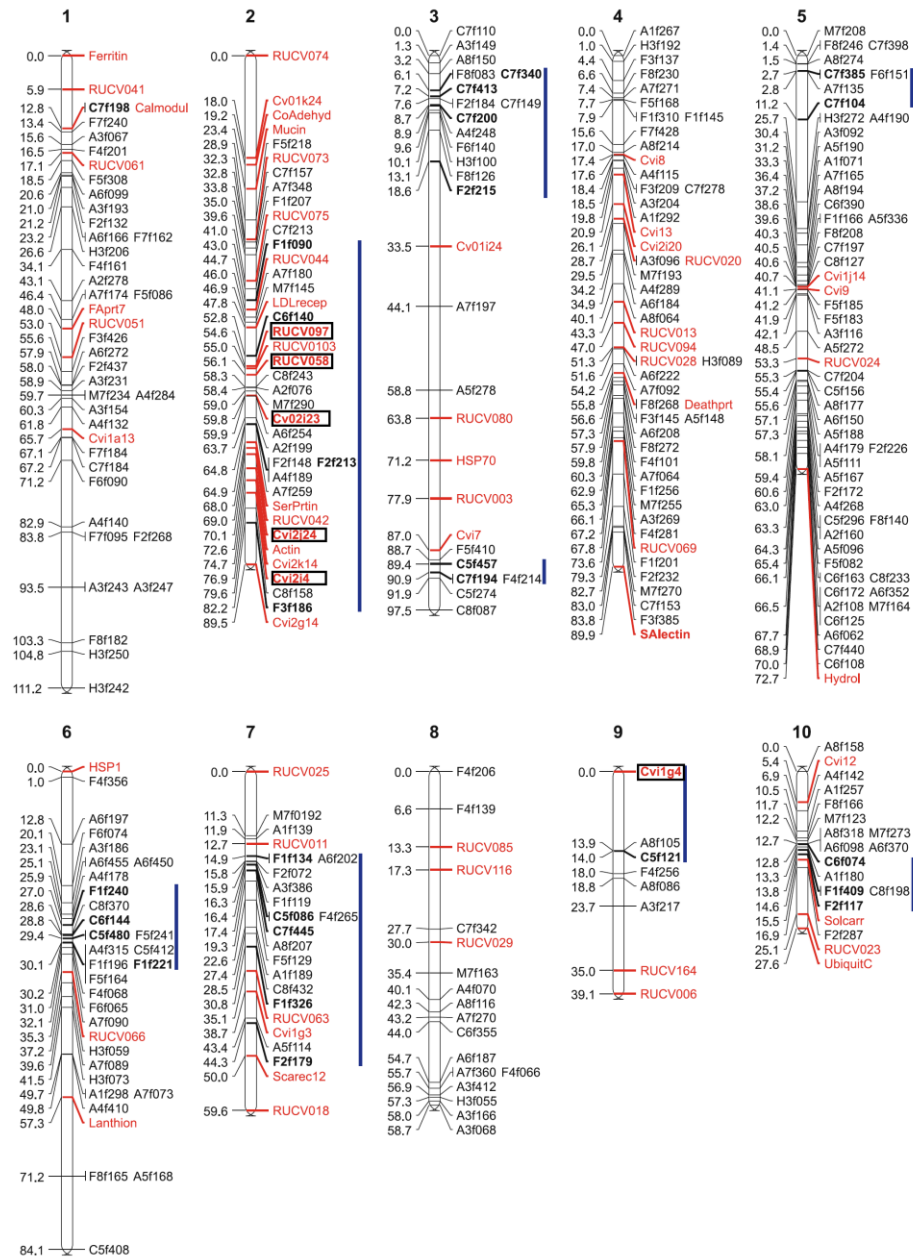 1
0.0 Ferritin
5.9 RUCV041
12.8 C7f198 Calmodul
13.4 F7f240
15.6 A3f067
16.5 F4f201
17.1 RUCV061
18.5 F5f308
20.6 A6f099
21.0 A3f193
21.2 F2f132
23.2 A6f166 F7f162
26.6 H3f206
34.1 F4f161
43.1 A2f278
46.4 A7f174 F5f086
48.0 FAprt7
53.0 RUCV051
55.6 F3f426
57.9 A6f272
58.0 F2f437
58.9 A3f231
59.7 M7f234 A4f284
60.3 A3f154
61.8 A4f132
65.7 Cvi1a13
67.1 F7f184
67.2 C7f184
71.2 F6f090
82.9 A4f140
83.8 F7f095 F2f268
93.5 A3f243 A3f247
103.3 F8f182
104.8 H3f250
111.2 H3f242
2
0.0 RUCV074
18.0 Cv01k24
19.2 CoAdehyd
23.4 Mucin
28.9 F5f218
32.3 RUCV073
32.8 C7f157
33.8 A7f348
35.0 F1f207
39.6 RUCV075
41.0 C7f213
43.0 F1f090
44.7 RUCV044
46.0 A7f180
46.9 M7f145
47.8 LDLrecep
52.8 C6f140
54.6 RUCV097
55.0 RUCV0103
56.1 RUCV058
58.3 C8f243
58.4 A2f076
59.0 M7f290
59.8 Cv02i23
59.9 A6f254
63.7 A2f199
64.8 F2f148 F2f213
A4f189
64.9 A7f259
68.0 SerPrtin
69.0 RUCV042
70.1 Cvi2j24
72.6 Actin
74.7 Cvi2k14
76.9 Cvi2i4
79.6 C8f158
82.2 F3f186
89.5 Cvi2g14
3
0.0 C7f110
1.3 A3f149
3.2 A8f150
6.1 F8f083 C7f340
7.2 C7f413
7.6 F2f184 C7f149
8.7 C7f200
8.9 A4f248
9.6 F6f140
10.1 H3f100
13.1 F8f126
18.6 F2f215
33.5 Cv01i24
44.1 A7f197
58.8 A5f278
63.8 RUCV080
71.2 HSP70
77.9 RUCV003
87.0 Cvi7
88.7 F5f410
89.4 C5f457
90.9 C7f194 F4f214
91.9 C5f274
97.5 C8f087
4
0.0 A1f267
1.0 H3f192
4.4 F3f137
6.6 F8f230
7.4 A7f271
7.7 F5f168
7.9 F1f310 F1f145
15.6 F7f428
17.0 A8f214
17.4 Cvi8
17.6 A4f115
18.4 F3f209 C7f278
18.5 A3f204
19.8 A1f292
20.9 Cvi13
26.1 Cvi2i20
28.7 A3f096 RUCV020
29.5 M7f193
34.2 A4f289
34.9 A6f184
40.1 A8f064
43.3 RUCV013
47.0 RUCV094
51.3 RUCV028 H3f089
51.6 A6f222
54.2 A7f092
55.8 F8f268 Deathprt
56.6 F3f145 A5f148
57.3 A6f208
57.9 F8f272
59.8 F4f101
60.3 A7f064
62.9 F1f256
65.3 M7f255
66.1 A3f269
67.2 F4f281
67.8 RUCV069
73.6 F1f201
79.3 F2f232
82.7 M7f270
83.0 C7f153
83.8 F3f385
89.9 SAlectin
5
0.0 M7f208
1.4 F8f246 C7f398
1.5 A8f274
2.7 C7f385 F6f151
2.8 A7f135
11.2 C7f104
25.7 H3f272 A4f190
30.4 A3f092
31.2 A5f190
33.3 A1f071
36.4 A7f165
37.2 A8f194
38.6 C6f390
39.6 F1f166 A5f336
40.3 F8f208
40.5 C7f197
40.6 C8f127
40.7 Cvi1j14
41.1 Cvi9
41.2 F5f185
41.9 F5f183
A3f116
48.5 A5f272
53.3 RUCV024
55.3 C7f204
55.4 C5f156
55.6 A8f177
57.1 A6f150
57.3 A5f188
58.1 A4f179 F2f226
A5f111
59.4 A5f167
60.6 F2f172
A4f268
63.3 C5f296 F8f140
A2f160
64.3 A5f096
65.4 F5f082
66.1 C6f163 C8f233
C6f172 A6f352
66.5 A2f108 M7f164
C6f125
67.7 A6f062
68.9 C7f440
70.0 C6f108
72.7 Hydrol
6
0.0 HSP1
1.0 F4f356
12.8 A6f197
20.1 F6f074
23.1 A3f186
25.1 A6f455 A6f450
25.9 A4f178
27.0 F1f240
28.6 C8f370
28.8 C6f144
29.4 C5f480 F5f241
A4f315 C5f412
30.1 F1f196 F1f221
F5f164
30.2 F4f068
31.0 F6f065
32.1 A7f090
35.3 RUCV066
37.2 H3f059
39.6 A7f089
41.5 H3f073
49.7 A1f298 A7f073
49.8 A4f410
57.3 Lanthion
71.2 F8f165 A5f168
84.1 C5f408
7
0.0 RUCV025
11.3 M7f0192
11.9 A1f139
12.7 RUCV011
14.9 F1f134 A6f202
15.8 F2f072
15.9 A3f386
16.3 F1f119
16.4 C5f086 F4f265
17.4 C7f445
19.3 A8f207
22.6 F5f129
27.4 A1f189
28.5 C8f432
30.8 F1f326
35.1 RUCV063
38.7 Cvi1g3
43.4 A5f114
44.3 F2f179
50.0 Scarec12
59.6 RUCV018
8
0.0 F4f206
6.6 F4f139
13.3 RUCV085
17.3 RUCV116
27.7 C7f342
30.0 RUCV029
35.4 M7f163
40.1 A4f070
42.3 A8f116
43.2 A7f270
44.0 C6f355
54.7 A6f187
55.7 A7f360 F4f066
56.9 A3f412
57.3 H3f055
58.0 A3f166
58.7 A3f068
9
0.0 Cvi1g4
13.9 A8f105
14.0 C5f121
18.0 F4f256
18.8 A8f086
23.7 A3f217
35.0 RUCV164
39.1 RUCV006
10
0.0 A8f158
5.4 Cvi12
6.9 A4f142
10.5 A1f257
11.7 F8f166
12.2 M7f123
12.7 A8f318 M7f273
A6f098 A6f370
12.8 C6f074
13.3 A1f180
13.8 F1f409 C8f198
14.6 F2f117
15.5 Solcarr
16.9 F2f287
25.1 RUCV023
27.6 UbiquitC